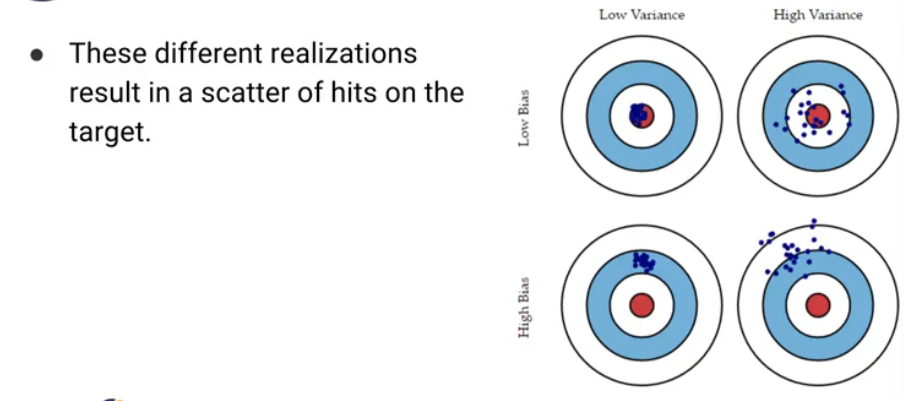 Low Variance
High Variance
● These different realizations
result in a scatter of hits on the
target.
Low Bias
High Bias